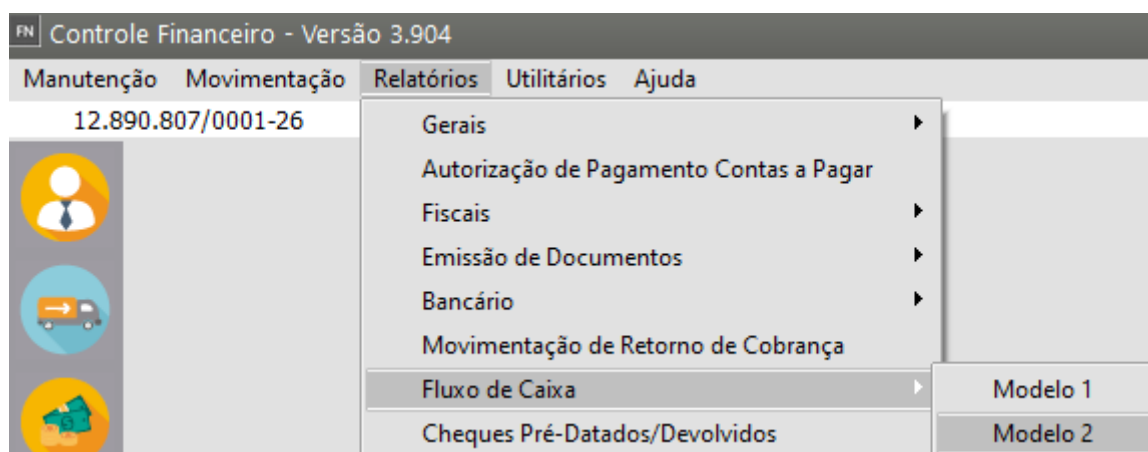 FN Controle Financeiro - Versão 3.904
Manutenção Movimentação Relatórios Utilitários Ajuda
12.890.807/0001-26
Gerais
Autorização de Pagamento Contas a Pagar
Fiscais
Emissão de Documentos
Bancário
Movimentação de Retorno de Cobrança
Fluxo de Caixa
Modelo 1
Cheques Pré-Datados/Devolvidos
Modelo 2